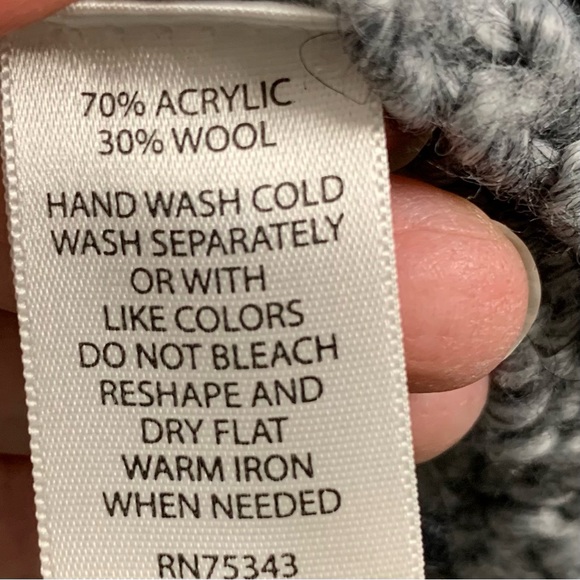 70% ACRYLIC
30% WOOL
HAND WASH COLD
WASH SEPARATELY
OR WITH
LIKE COLORS
DO NOT BLEACH
RESHAPE AND
DRY FLAT
WARM IRON
WHEN NEEDED
RN75343